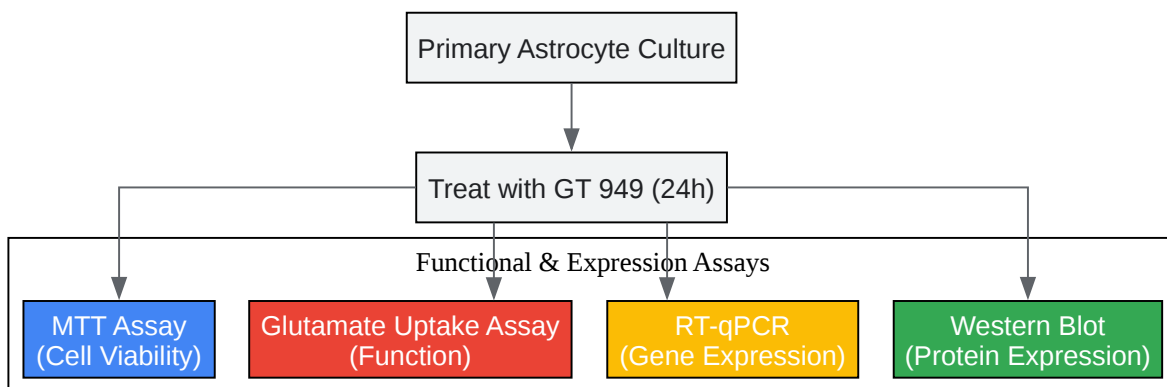 Primary Astrocyte Culture
Treat with GT 949 (24h)
Functional & Expression Assays
MTT Assay
(Cell Viability)
Glutamate Uptake Assay
(Function)
RT-qPCR
(Gene Expression)
Western Blot
(Protein Expression)